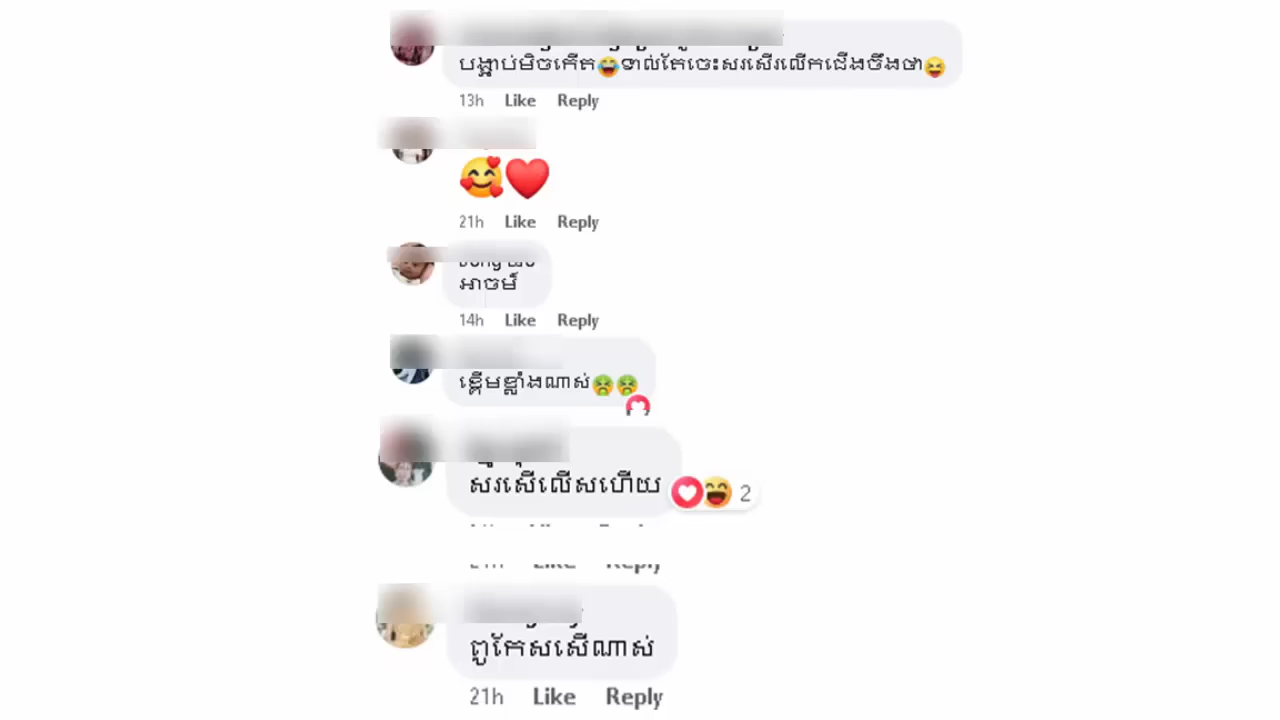 បង្អាប់មិចកើត😂ទាល់តែចេះសរសើរលើកជើងចឹងថា😝
13h Like Reply
🥰❤️
21h Like Reply
អាចម៍
14h Like Reply
ខ្ពើមខ្លាំងណាស់🤮🤮
សរសើលើសហើយ
2
21h Like Reply
ពូកែសសើណាស់
21h Like Reply